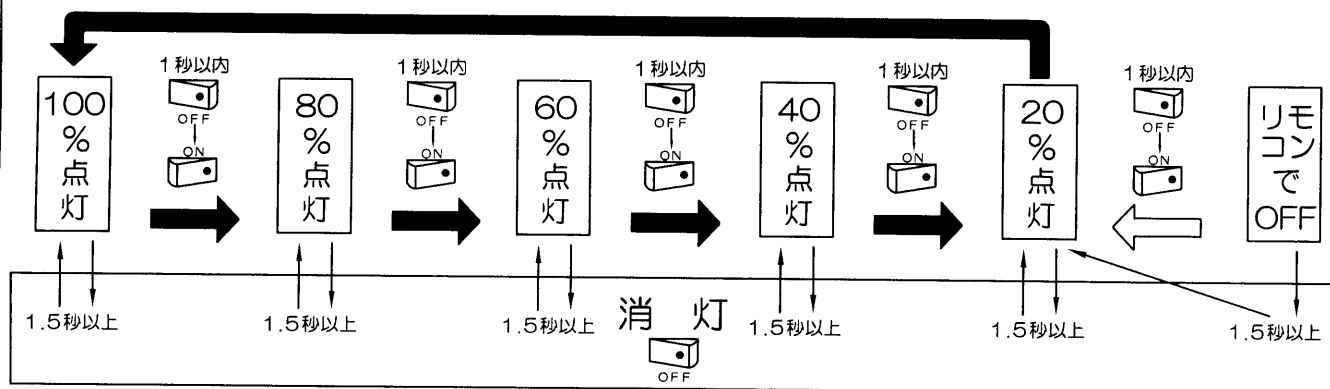 1秒以内
1秒以内
1秒以内
1秒以内
1秒以内
100
%
点
灯
OFF
ON
80
%
点
灯
OFF
ON
60
%
点
灯
OFF
ON
40
%
点
灯
OFF
ON
20
%
点
灯
OFF
ON
リモ
コン
で
OFF
1.5秒以上
1.5秒以上
1.5秒以上
消 灯
1.5秒以上
1.5秒以上
1.5秒以上
OFF